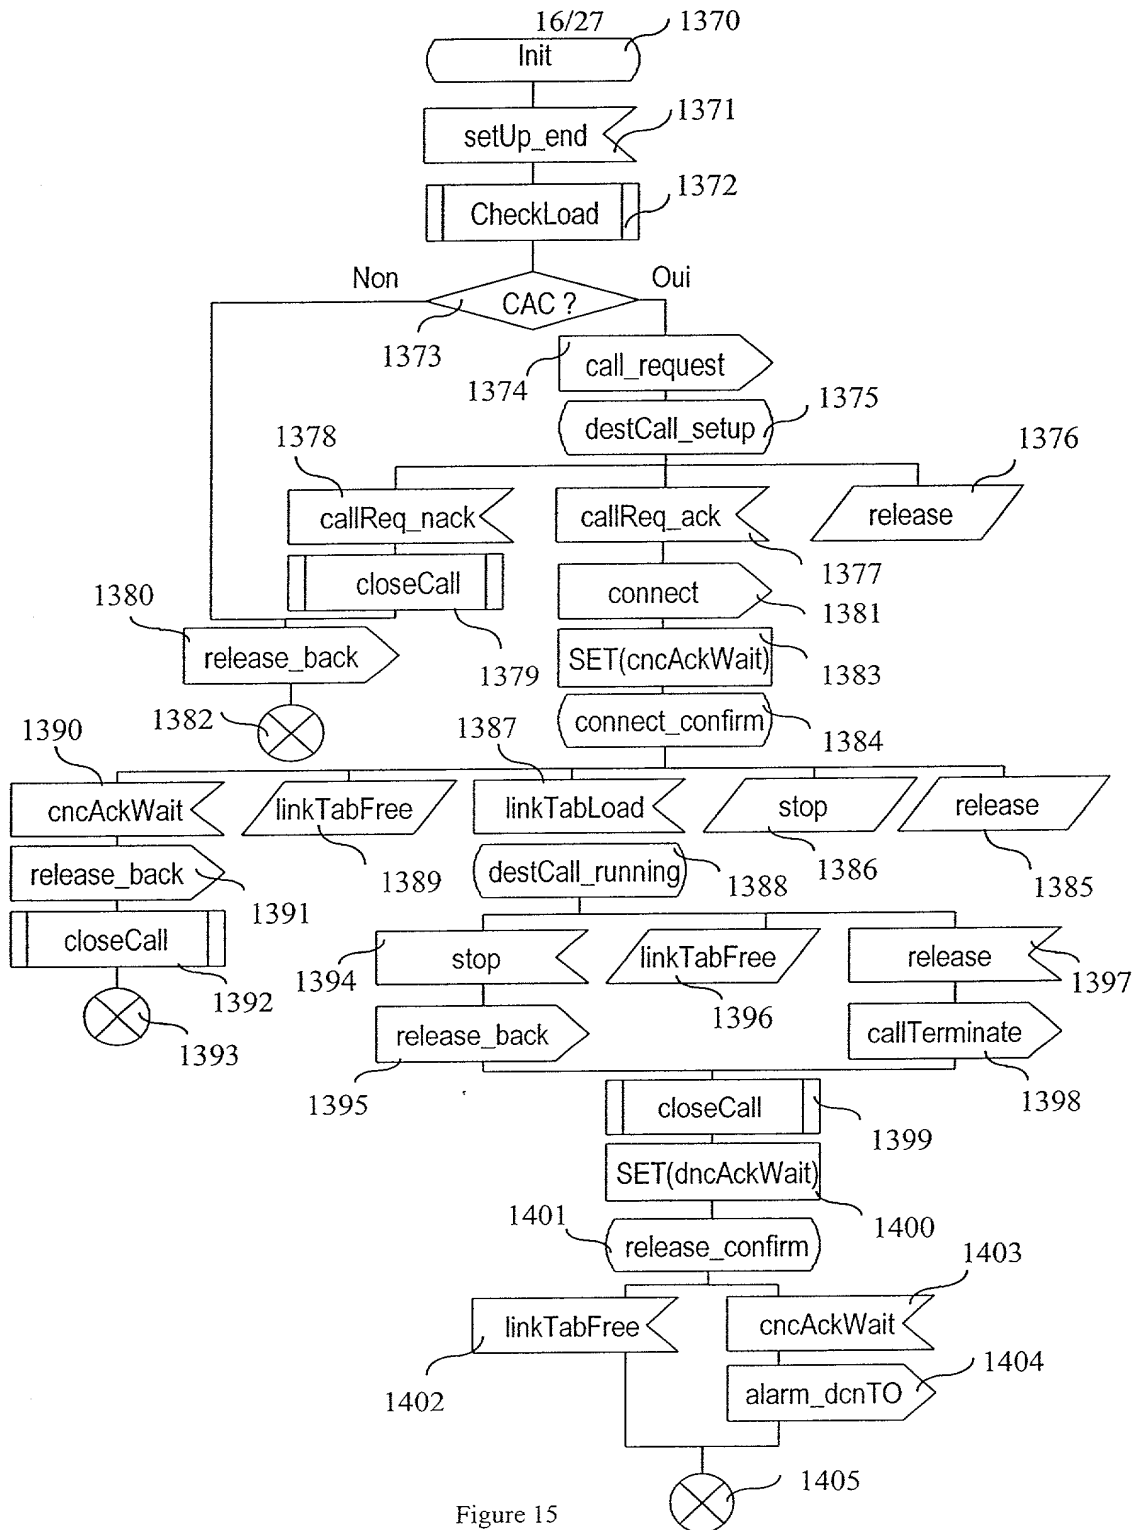 16/27
1370
Init
1371
setUp_end
1372
CheckLoad
Non
Oui
CAC ?
1373
1374
call_request
1375
destCall_setup
1378
1376
callReq_nack
callReq_ack
release
1377
closeCall
connect
1380
1381
1379
release_back
SET(cncAckWait)
1383
1382
connect_confirm
1384
1390
1387
cncAckWait
linkTabFree
linkTabLoad
stop
release
release_back
1389
destCall_running
1388
1386
1385
1391
closeCall
1394
stop
linkTabFree
release
1397
1392
1396
1393
release_back
callTerminate
1395
1398
closeCall
1399
SET(dncAckWait)
1400
1401
release_confirm
1403
linkTabFree
cncAckWait
1402
1404
alarm_dcnTO
1405
Figure 15